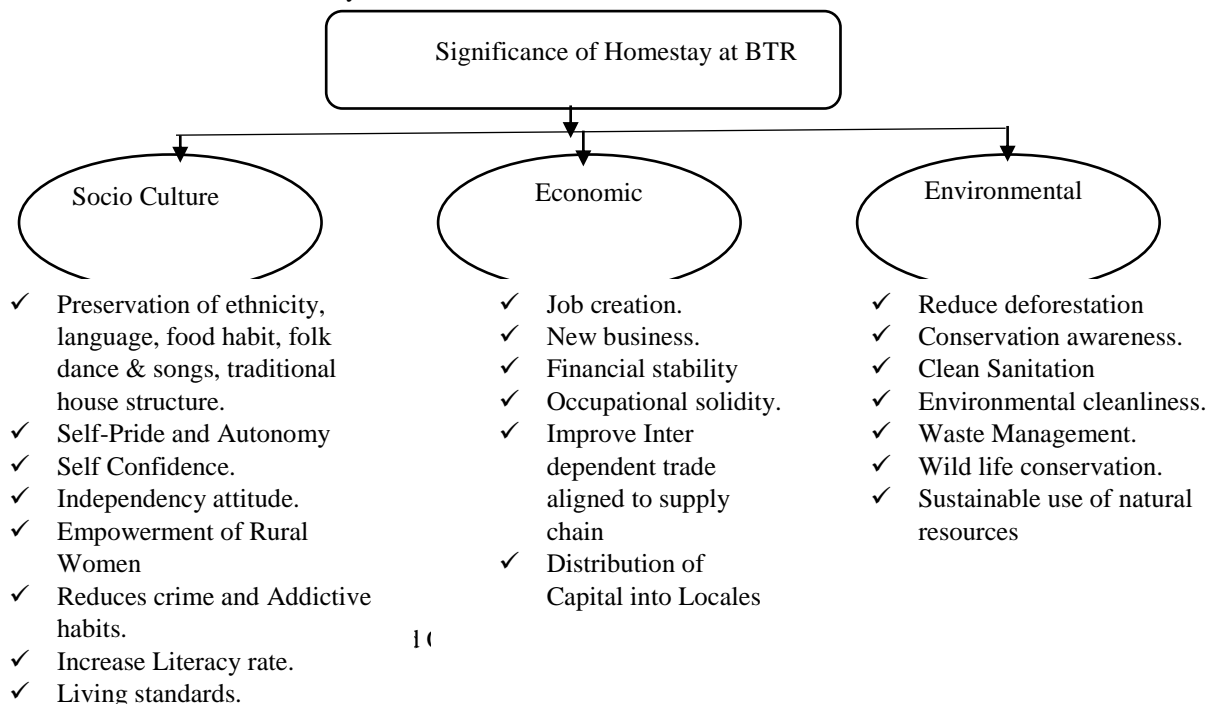 Significance of Homestay at BTR
Socio Culture
✓ Preservation of ethnicity,
language, food habit, folk
dance & songs, traditional
house structure.
✓ Self-Pride and Autonomy
✓ Self Confidence.
✓ Independency attitude.
✓ Empowerment of Rural
Women
✓ Reduces crime and Addictive
habits.
✓ Increase Literacy rate.
✓ Living standards.
Economic
✓ Job creation.
✓ New business.
✓ Financial stability
✓ Occupational solidity.
✓ Improve Inter
dependent trade
aligned to supply
chain
✓ Distribution of
Capital into Locales
Environmental
✓ Reduce deforestation
✓ Conservation awareness.
✓ Clean Sanitation
✓ Environmental cleanliness.
✓ Waste Management.
✓ Wild life conservation.
✓ Sustainable use of natural
resources